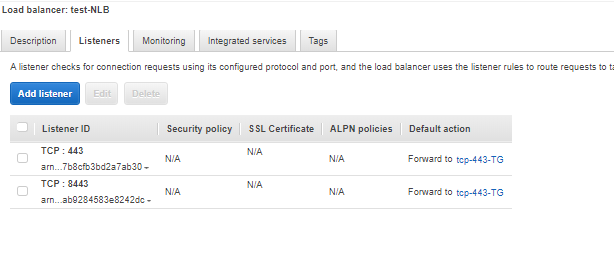 Load balancer: test-NLB
Description Listeners Monitoring Integrated services Tags
A listener checks for connection requests using its configured protocol and port, and the load balancer uses the listener rules to route requests to ta
Add listener Edit Delete
Listener ID Security policy SSL Certificate ALPN policies Default action
TCP : 443 N/A
arn...7b8cfb3bd2a7ab30 N/A N/A Forward to tcp-443-TG
TCP : 8443 N/A
arn...ab9284583e8242dc N/A N/A Forward to tcp-443-TG